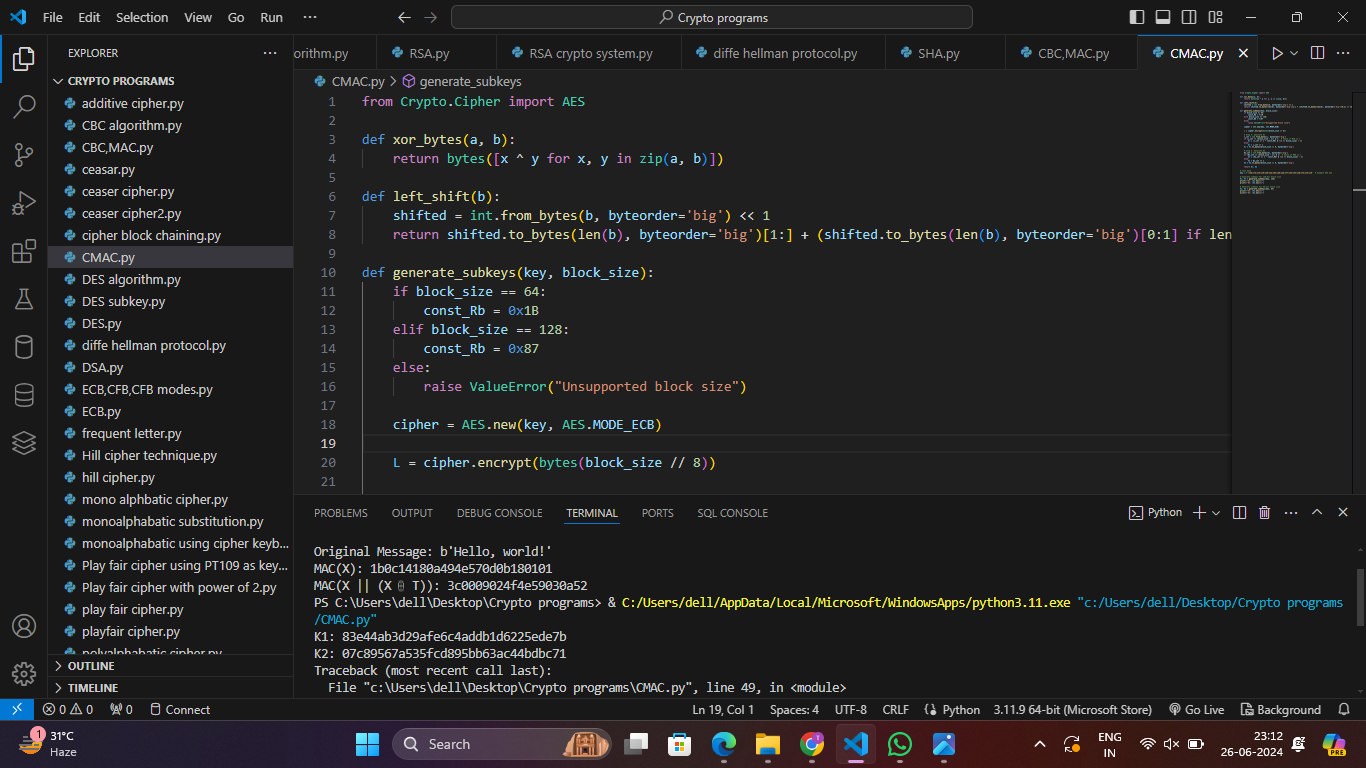 File Edit Selection View Go Run ··· Crypto programs
EXPLORER ···
CRYPTO PROGRAMS
additive cipher.py
CBC algorithm.py
CBC,MAC.py
ceasar.py
ceaser cipher.py
ceaser cipher2.py
cipher block chaining.py
CMAC.py
DES algorithm.py
DES subkey.py
DES.py
diffe hellman protocol.py
DSA.py
ECB,CFB,CFB modes.py
ECB.py
frequent letter.py
Hill cipher technique.py
hill cipher.py
mono alphbatic cipher.py
monoalphabatic substitution.py
monoalphabatic using cipher keyb...
Play fair cipher using PT109 as key...
Play fair cipher with power of 2.py
play fair cipher.py
playfair cipher.py
polyalphabatic cipher.py
OUTLINE
TIMELINE
orithm.py RSA.py RSA crypto system.py diffe hellman protocol.py SHA.py CBC,MAC.py CMAC.py
CMAC.py > generate_subkeys
1 from Crypto.Cipher import AES
2
3 def xor_bytes(a, b):
4 return bytes([x ^ y for x, y in zip(a, b)])
5
6 def left_shift(b):
7 shifted = int.from_bytes(b, byteorder='big') << 1
8 return shifted.to_bytes(len(b), byteorder='big')[1:] + (shifted.to_bytes(len(b), byteorder='big')[0:1] if len
9
10 def generate_subkeys(key, block_size):
11 if block_size == 64:
12 const_Rb = 0x1B
13 elif block_size == 128:
14 const_Rb = 0x87
15 else:
16 raise ValueError("Unsupported block size")
17
18 cipher = AES.new(key, AES.MODE_ECB)
19
20 L = cipher.encrypt(bytes(block_size // 8))
21
PROBLEMS OUTPUT DEBUG CONSOLE TERMINAL PORTS SQL CONSOLE Python
Original Message: b'Hello, world!'
MAC(X): 1b0c14180a494e570d0b180101
MAC(X || (X T)): 3c0009024f4e59030a52
PS C:\Users\dell\Desktop\Crypto programs> & C:/Users/dell/AppData/Local/Microsoft/WindowsApps/python3.11.exe "c:/Users/dell/Desktop/Crypto programs
/CMAC.py"
K1: 83e44ab3d29afe6c4addb1d6225ede7b
K2: 07c89567a535fcd895bb63ac44bdbc71
Traceback (most recent call last):
File "c:\Users\dell\Desktop\Crypto programs\CMAC.py", line 49, in <module>
0 0 0 Connect Ln 19, Col 1 Spaces: 4 UTF-8 CRLF Python 3.11.9 64-bit (Microsoft Store) Go Live Background
1 31°C
Haze
Search
PRE
ENG
IN
23:12
26-06-2024